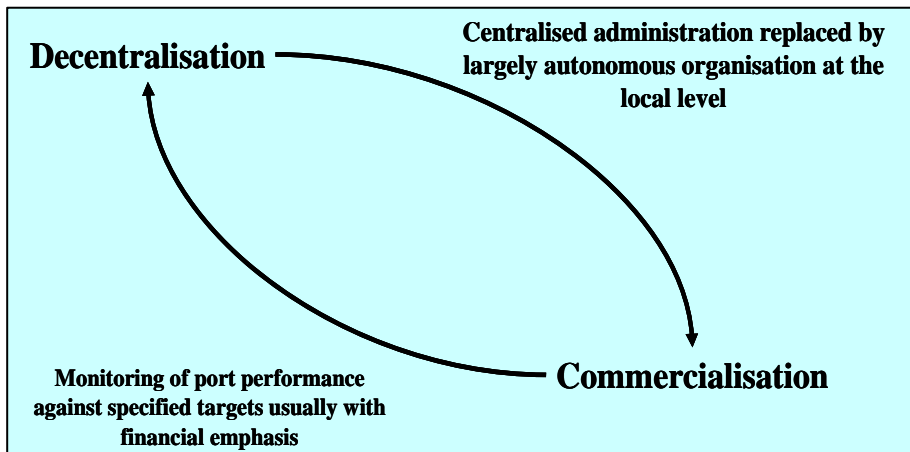 Decentralisation
Centralised administration replaced by
largely autonomous organisation at the
local level
Monitoring of port performance
against specified targets usually with
financial emphasis
Commercialisation